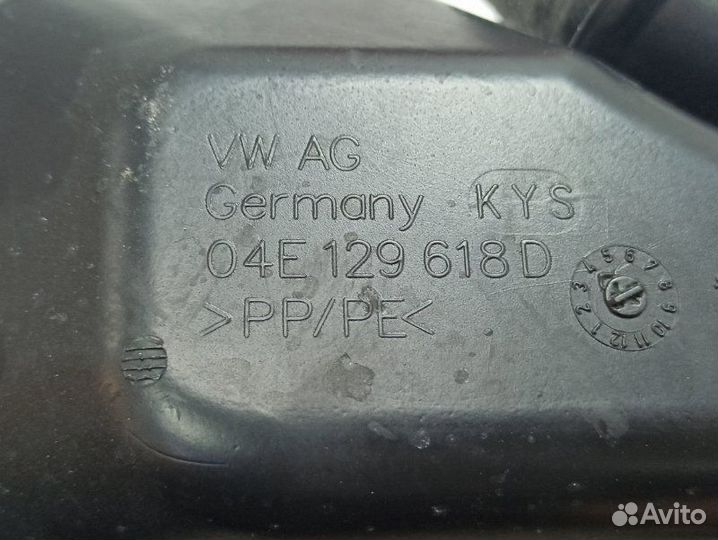 VW AG
Germany KYS
04E 129 618 D
>PP/PE<
1 2 3 4 5 6 7 8 9 10 11 12
Avito